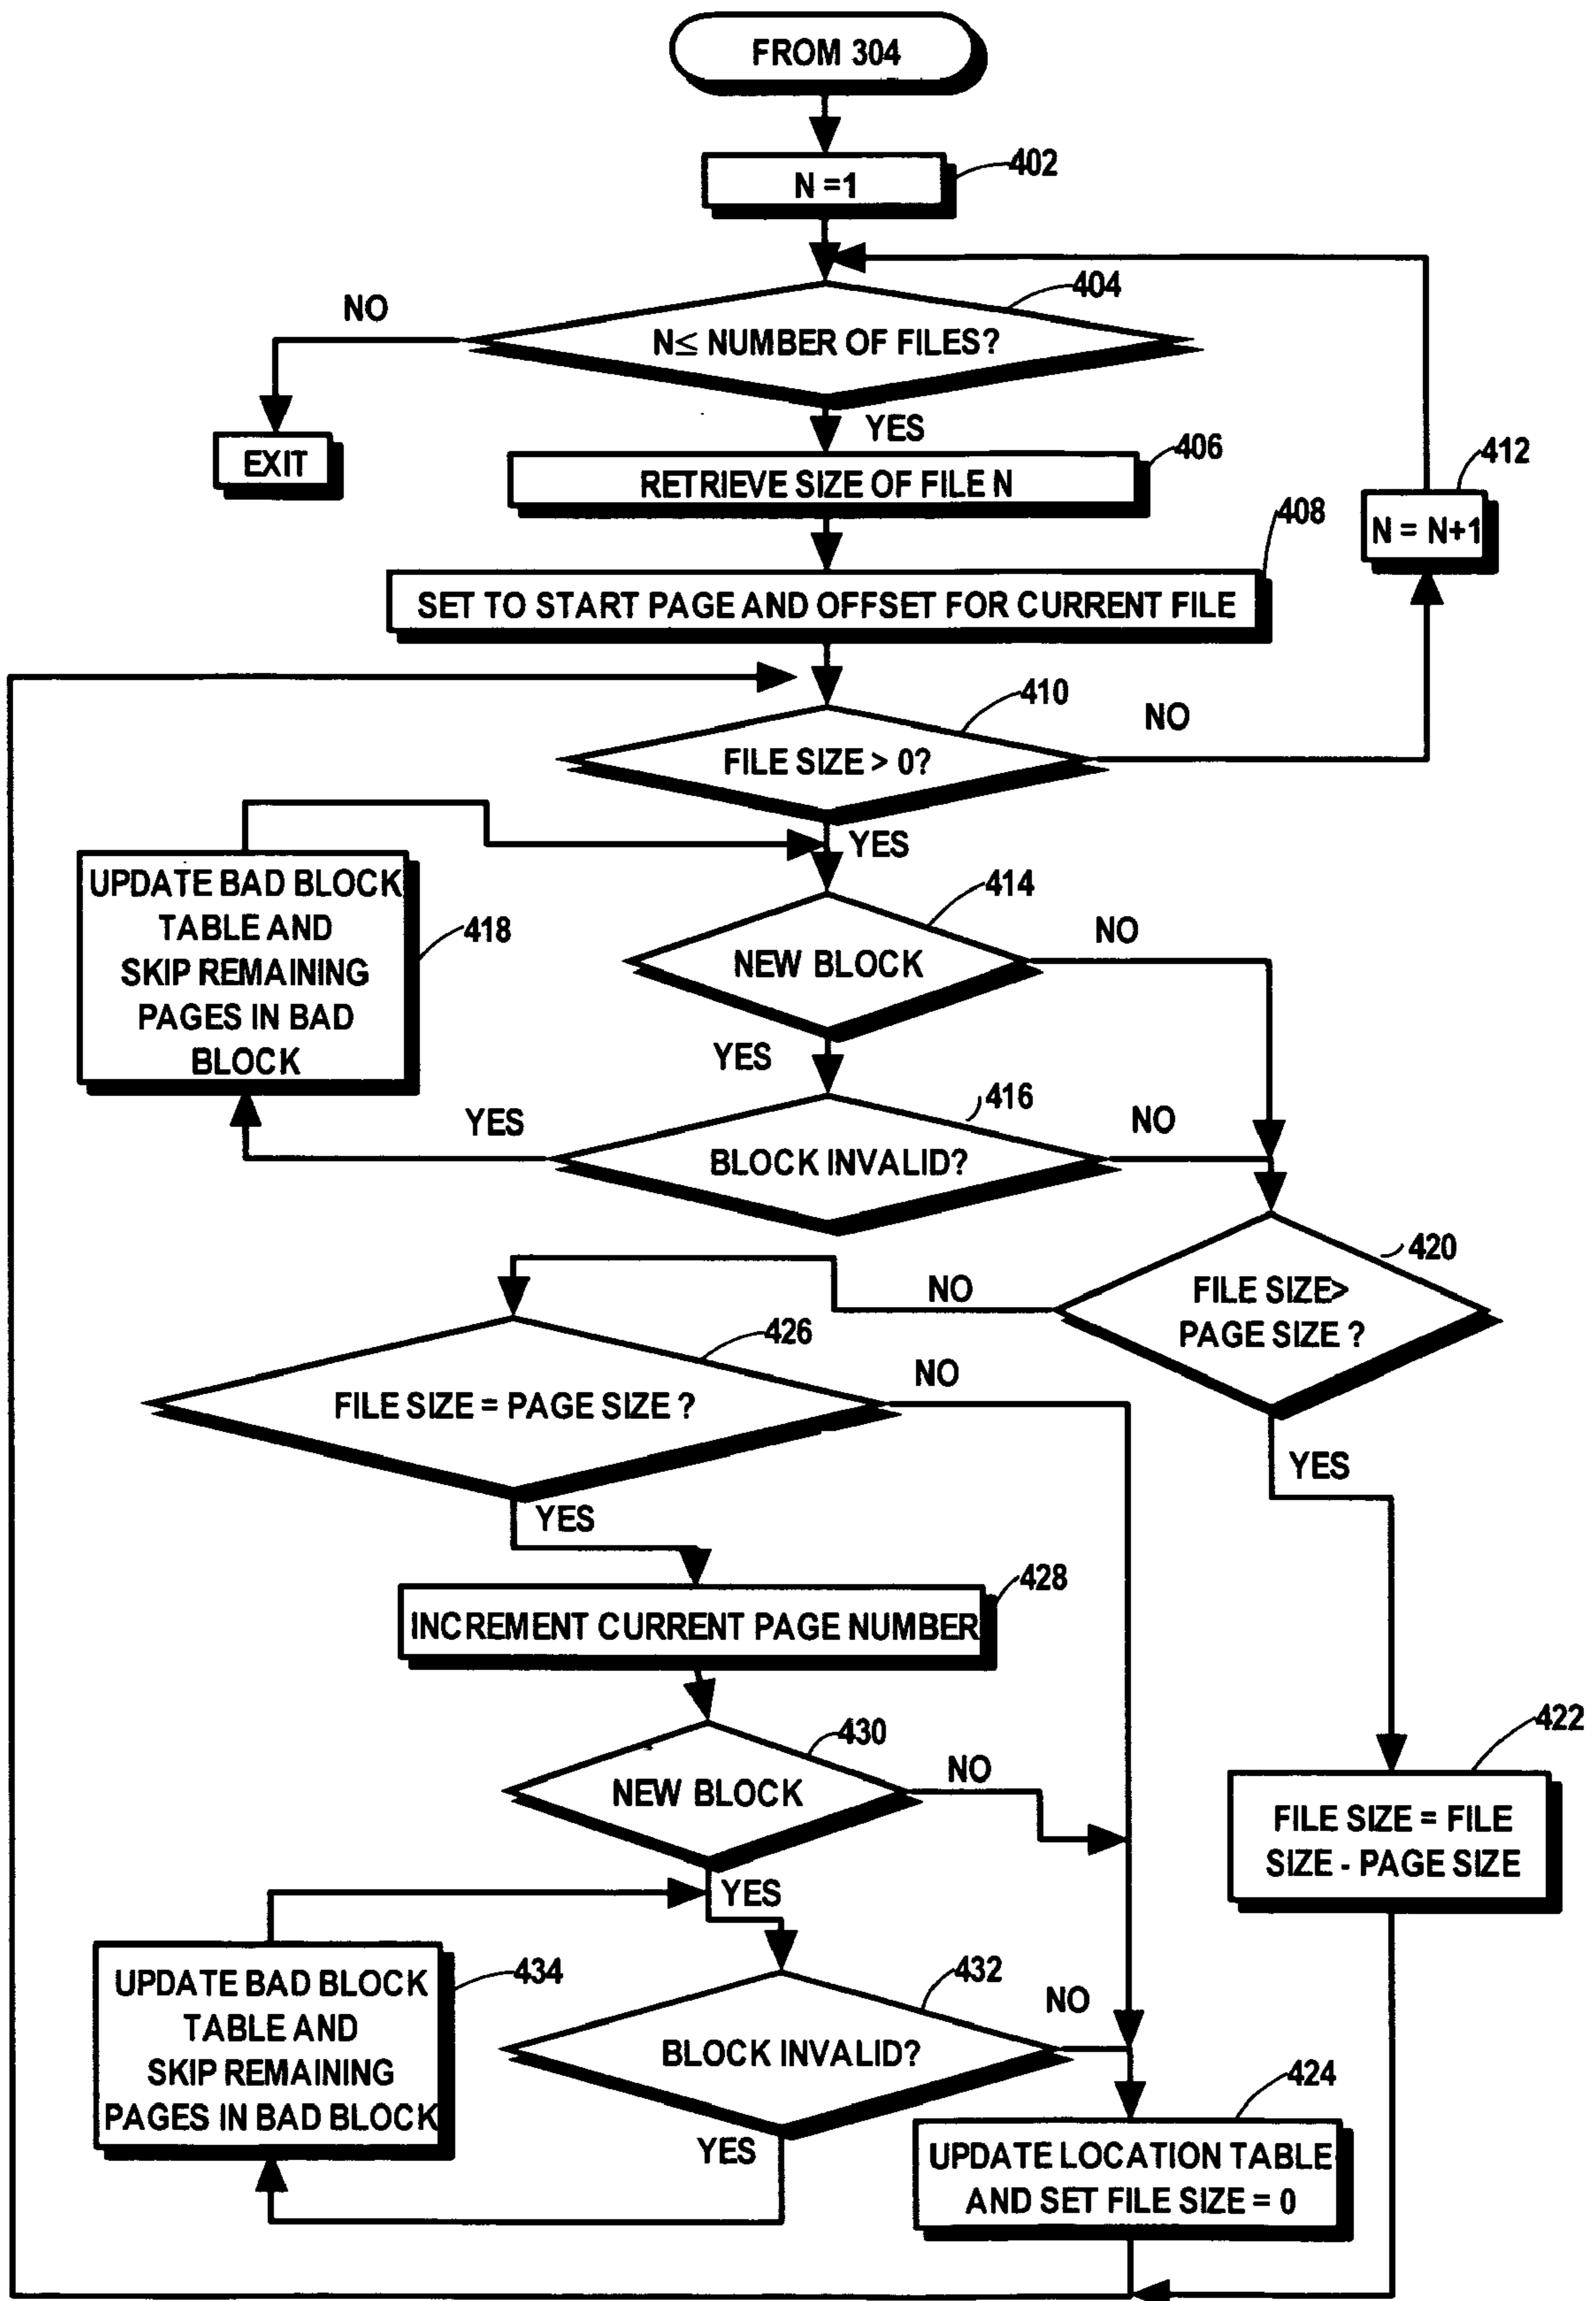 FROM 304
N =1
402
404
NO
N≤ NUMBER OF FILES?
YES
EXIT
406
RETRIEVE SIZE OF FILE N
412
N = N+1
408
SET TO START PAGE AND OFFSET FOR CURRENT FILE
410
NO
FILE SIZE > 0?
YES
UPDATE BAD BLOCK
TABLE AND
SKIP REMAINING
PAGES IN BAD
BLOCK
418
414
NO
NEW BLOCK
YES
416
YES
NO
BLOCK INVALID?
420
NO
FILE SIZE>
PAGE SIZE ?
426
NO
FILE SIZE = PAGE SIZE ?
YES
YES
428
INCREMENT CURRENT PAGE NUMBER
430
NO
NEW BLOCK
422
FILE SIZE = FILE
SIZE - PAGE SIZE
YES
UPDATE BAD BLOCK
TABLE AND
SKIP REMAINING
PAGES IN BAD BLOCK
434
432
NO
BLOCK INVALID?
YES
424
UPDATE LOCATION TABLE
AND SET FILE SIZE = 0